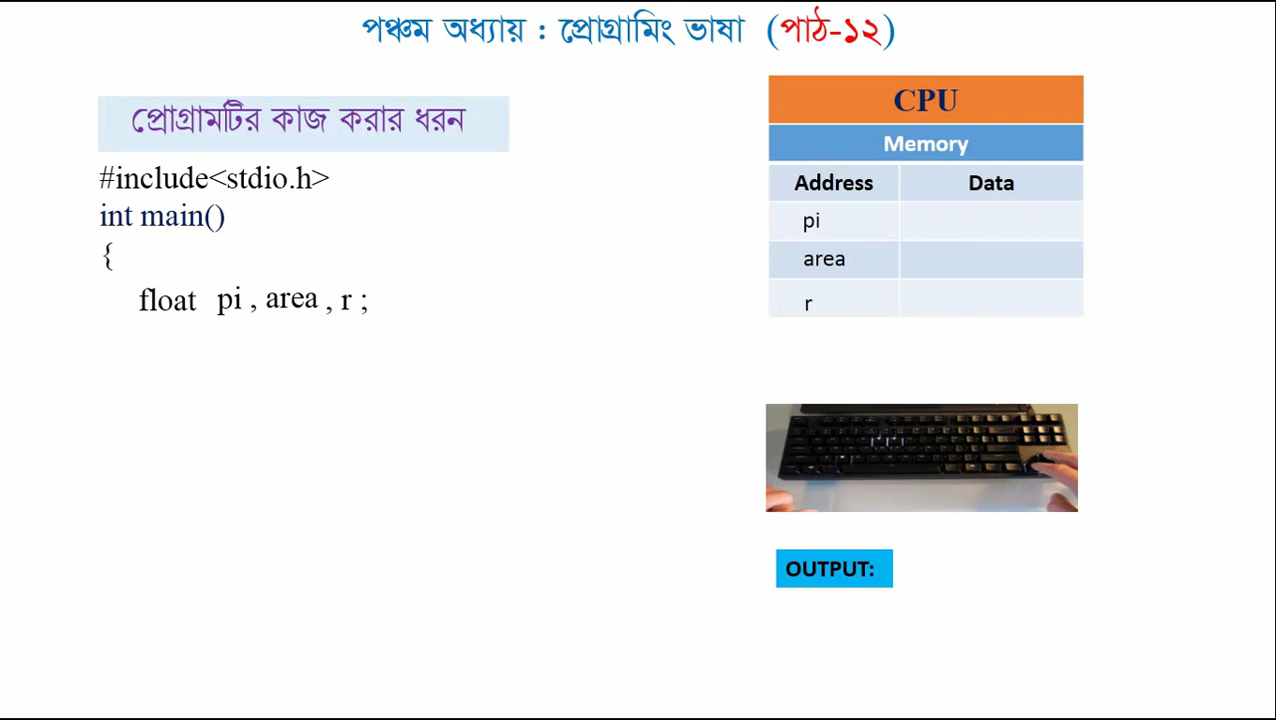 পঞ্চম অধ্যায় : প্রোগ্রামিং ভাষা (পাঠ-১২)
প্রোগ্রামটির কাজ করার ধরন
#include<stdio.h>
int main()
{
float pi , area , r ;
CPU
Memory
Address Data
pi
area
r
OUTPUT: